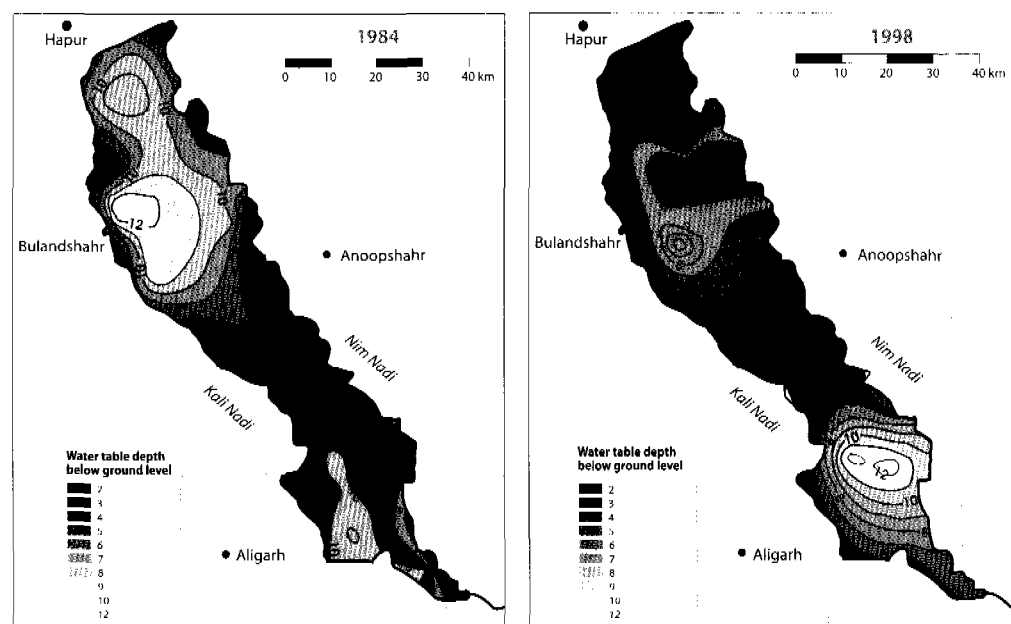 Hapur
1984
0 10 20 30 40 km
12
Bulandshahr
Anoopshahr
Nim Nadi
Kali Nadi
Water table depth
below ground level
2
3
4
5
6
7
8
9
10
12
Aligarh
Hapur
1998
0 10 20 30 40 km
Bulandshahr
Anoopshahr
Nim Nadi
Kali Nadi
10
12
10
Water table depth
below ground level
2
3
4
5
6
7
8
9
10
12
Aligarh